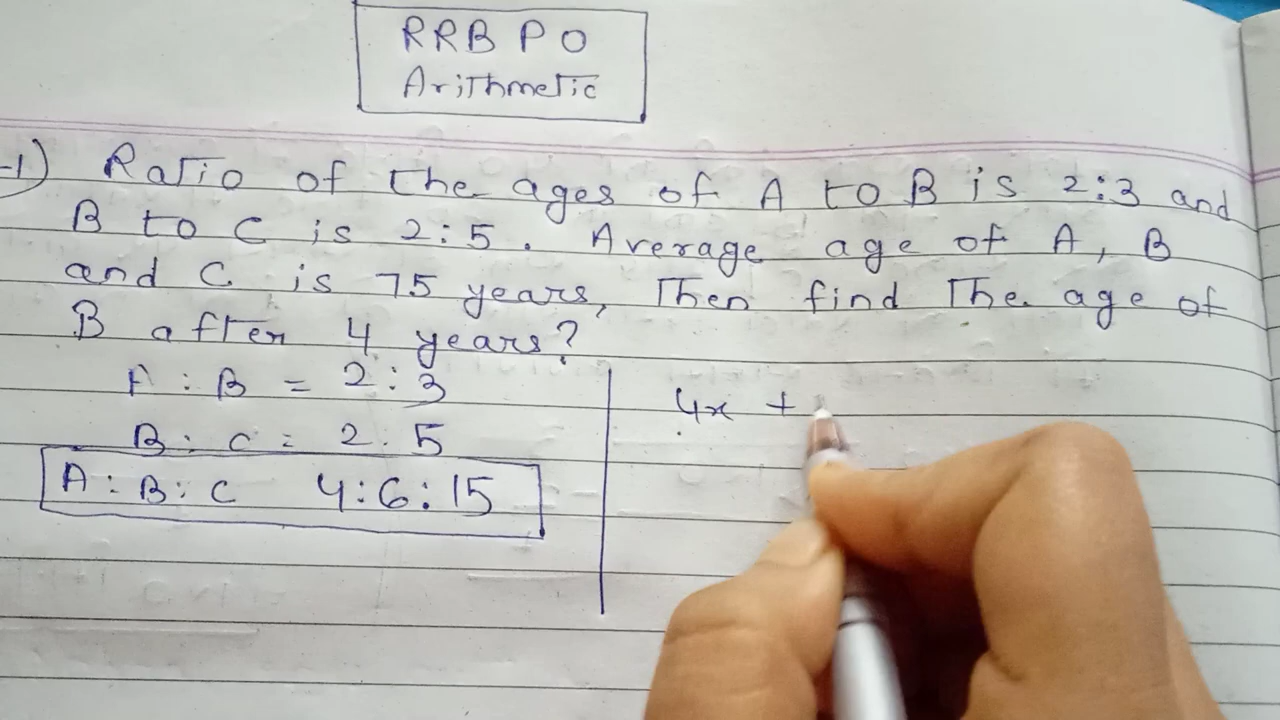 RRB PO
Arithmetic
-1) Ratio of the ages of A to B is 2:3 and
B to C is 2:5. Average age of A, B
and C is 75 years, Then find The age of
B after 4 years?
A : B = 2:3
B : C = 2 : 5
A : B : C 4:6:15
4x +